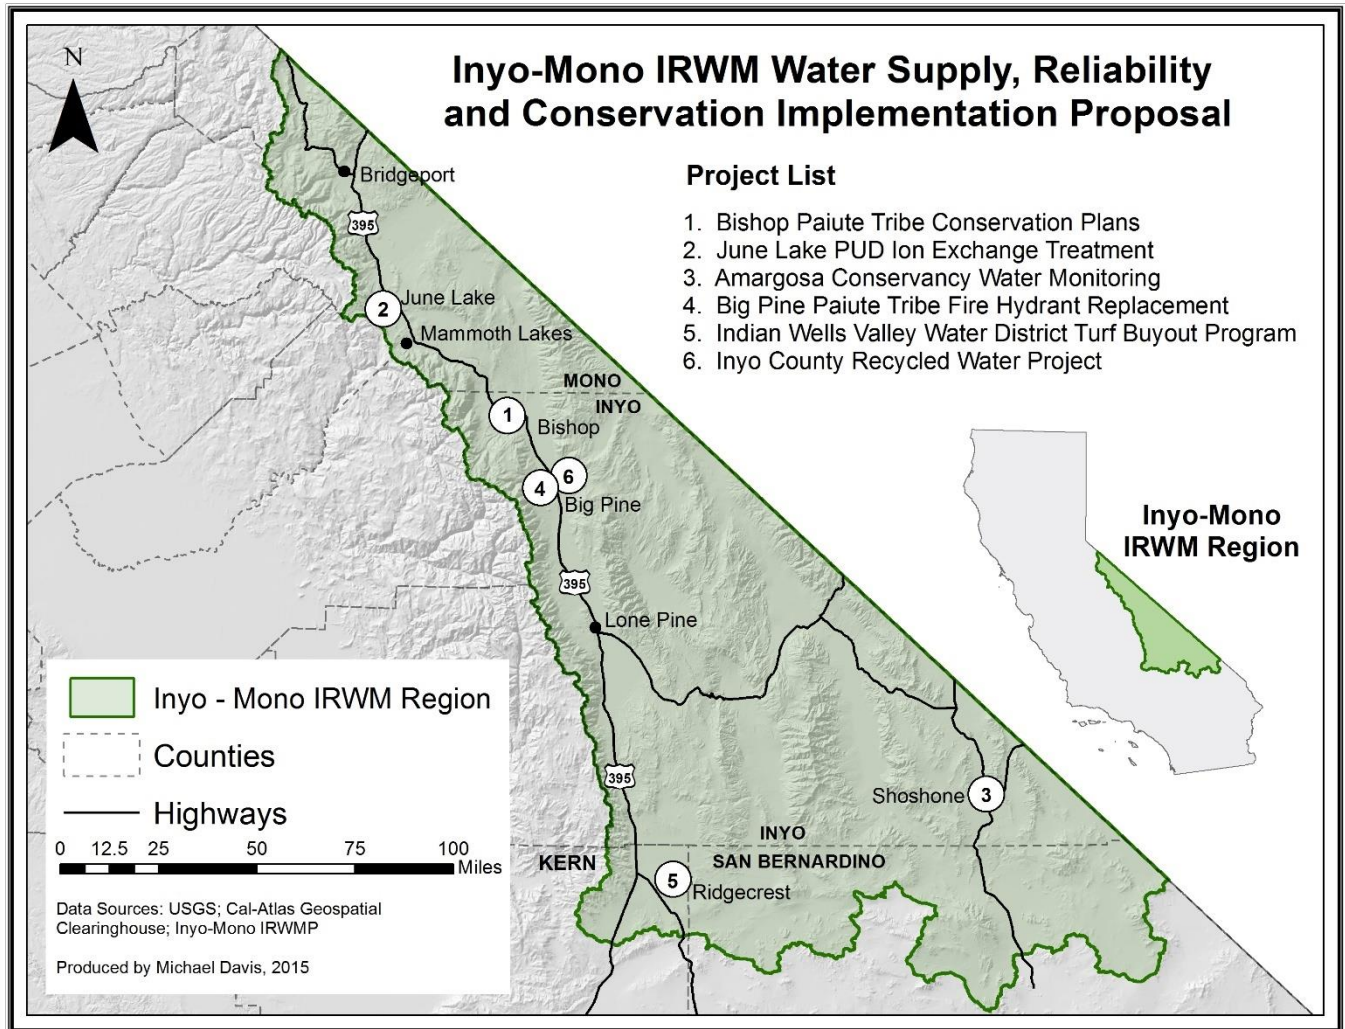 Inyo-Mono IRWM Water Supply, Reliability
and Conservation Implementation Proposal
N
Project List
1. Bishop Paiute Tribe Conservation Plans
2. June Lake PUD Ion Exchange Treatment
3. Amargosa Conservancy Water Monitoring
4. Big Pine Paiute Tribe Fire Hydrant Replacement
5. Indian Wells Valley Water District Turf Buyout Program
6. Inyo County Recycled Water Project
Bridgeport
395
2
June Lake
Mammoth Lakes
MONO
INYO
1
Bishop
6
4
Big Pine
395
Lone Pine
395
Shoshone
3
INYO
KERN
SAN BERNARDINO
5
Ridgecrest
Inyo-Mono
IRWM Region
Inyo - Mono IRWM Region
Counties
Highways
0 12.5 25 50 75 100
Miles
Data Sources: USGS; Cal-Atlas Geospatial
Clearinghouse; Inyo-Mono IRWMP
Produced by Michael Davis, 2015